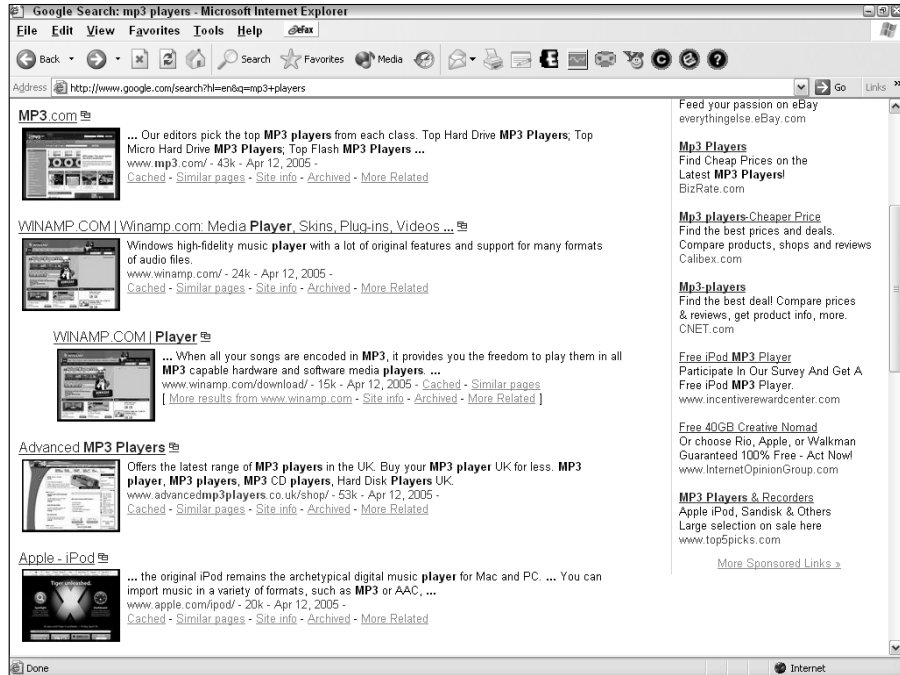 Google Search: mp3 players - Microsoft Internet Explorer
File Edit View Favorites Tools Help eFax
Back Search Favorites Media
Address http://www.google.com/search?hl=en&q=mp3+players Go Links »
MP3.com
... Our editors pick the top MP3 players from each class. Top Hard Drive MP3 Players; Top
Micro Hard Drive MP3 Players; Top Flash MP3 Players ...
www.mp3.com/ - 43k - Apr 12, 2005 -
Cached - Similar pages - Site info - Archived - More Related
WINAMP.COM | Winamp.com: Media Player, Skins, Plug-ins, Videos ...
Windows high-fidelity music player with a lot of original features and support for many formats
of audio files.
www.winamp.com/ - 24k - Apr 12, 2005 -
Cached - Similar pages - Site info - Archived - More Related
WINAMP.COM | Player
... When all your songs are encoded in MP3, it provides you the freedom to play them in all
MP3 capable hardware and software media players. ...
www.winamp.com/download/ - 15k - Apr 12, 2005 - Cached - Similar pages
[ More results from www.winamp.com - Site info - Archived - More Related ]
Advanced MP3 Players
Offers the latest range of MP3 players in the UK. Buy your MP3 player UK for less. MP3
player, MP3 players, MP3 CD players, Hard Disk Players UK.
www.advancedmp3players.co.uk/shop/ - 53k - Apr 12, 2005 -
Cached - Similar pages - Site info - Archived - More Related
Apple - iPod
Tiger unleashed.
... the original iPod remains the archetypical digital music player for Mac and PC. ... You can
import music in a variety of formats, such as MP3 or AAC, ...
www.apple.com/ipod/ - 20k - Apr 12, 2005 -
Cached - Similar pages - Site info - Archived - More Related
Feed your passion on eBay
everythingelse.eBay.com
Mp3 Players
Find Cheap Prices on the
Latest MP3 Players!
BizRate.com
Mp3 players-Cheaper Price
Find the best prices and deals.
Compare products, shops and reviews
Calibex.com
Mp3-players
Find the best deal! Compare prices
& reviews, get product info, more.
CNET.com
Free iPod MP3 Player
Participate In Our Survey And Get A
Free iPod MP3 Player.
www.incentiverewardcenter.com
Free 40GB Creative Nomad
Or choose Rio, Apple, or Walkman
Guaranteed 100% Free - Act Now!
www.InternetOpinionGroup.com
MP3 Players & Recorders
Apple iPod, Sandisk & Others
Large selection on sale here
www.top5picks.com
More Sponsored Links »
Done Internet